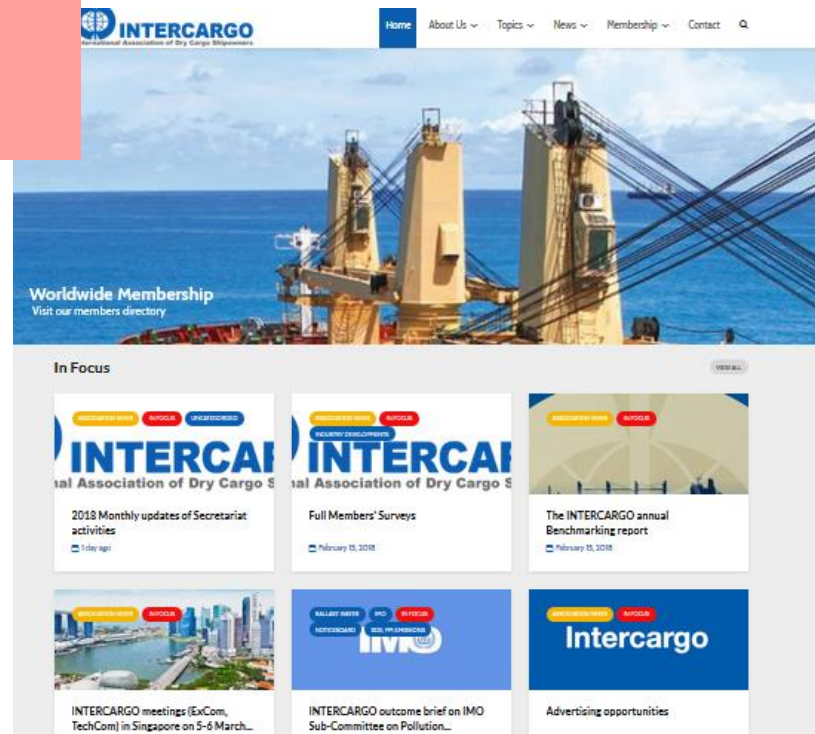 INTERCARGO
International Association of Dry Cargo Shipowners
Home About Us Topics News Membership Contact
Worldwide Membership
Visit our members directory
In Focus
VIEW ALL
ASSOCIATION NEWS IN FOCUS UNCATEGORIZED
INTERCAR
nal Association of Dry Cargo S
2018 Monthly updates of Secretariat
activities
1 day ago
ASSOCIATION NEWS IN FOCUS
INDUSTRY DEVELOPMENTS
INTERCAR
nal Association of Dry Cargo S
Full Members' Surveys
February 15, 2018
ASSOCIATION NEWS IN FOCUS
The INTERCARGO annual
Benchmarking report
February 15, 2018
ASSOCIATION NEWS IN FOCUS
INTERCARGO meetings (ExCom,
TechCom) in Singapore on 5-6 March...
BALLAST WATER IMO IN FOCUS
NOTICEBOARD SOX, PM EMISSIONS
IMO
INTERCARGO outcome brief on IMO
Sub-Committee on Pollution...
ASSOCIATION NEWS IN FOCUS
Intercargo
Advertising opportunities